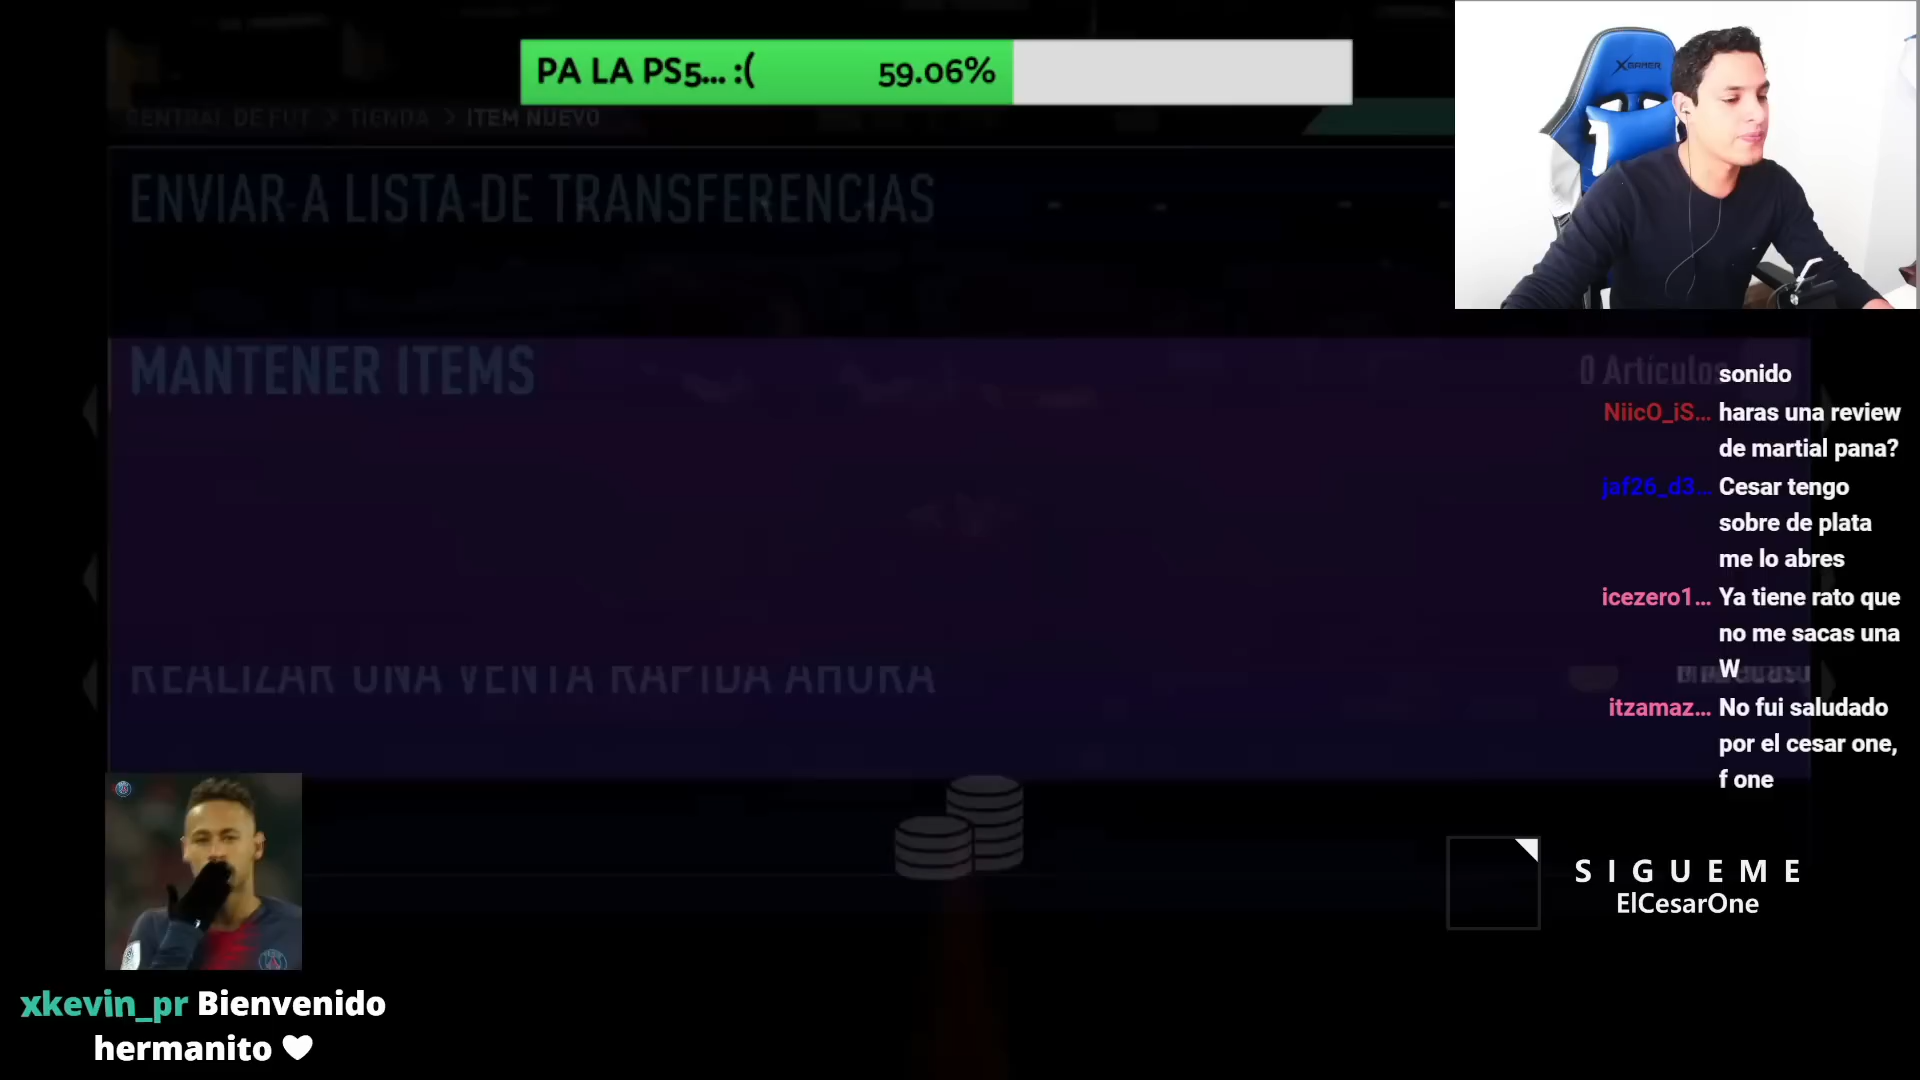 PA LA PS5... :( 59.06%
XGAMER
CENTRAL DE FUT > TIENDA > ITEM NUEVO
ENVIAR A LISTA DE TRANSFERENCIAS
MANTENER ITEMS
0 Artículos
REALIZAR UNA VENTA RÁPIDA AHORA
sonido
NiicO_iS... haras una review
de martial pana?
jaf26_d3... Cesar tengo
sobre de plata
me lo abres
icezero1... Ya tiene rato que
no me sacas una
W
itzamaz... No fui saludado
por el cesar one,
f one
SIGUEME
ElCesarOne
xkevin_pr Bienvenido
hermanito 🤍